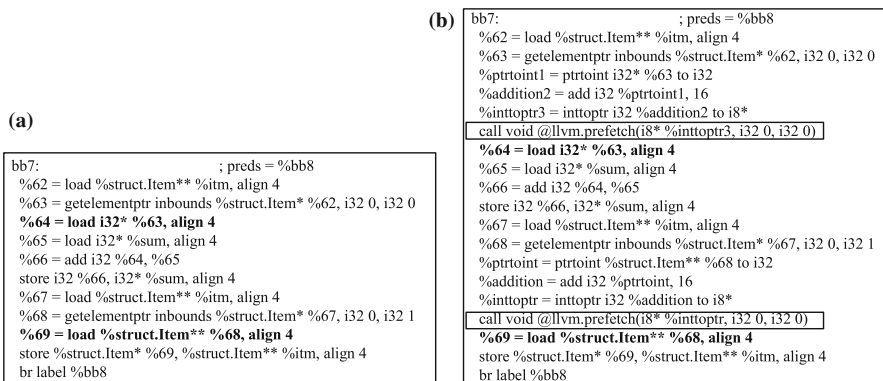 (a)
bb7: ; preds = %bb8
%62 = load %struct.Item** %itm, align 4
%63 = getelementptr inbounds %struct.Item* %62, i32 0, i32 0
%64 = load i32* %63, align 4
%65 = load i32* %sum, align 4
%66 = add i32 %64, %65
store i32 %66, i32* %sum, align 4
%67 = load %struct.Item** %itm, align 4
%68 = getelementptr inbounds %struct.Item* %67, i32 0, i32 1
%69 = load %struct.Item** %68, align 4
store %struct.Item* %69, %struct.Item** %itm, align 4
br label %bb8
(b)
bb7: ; preds = %bb8
%62 = load %struct.Item** %itm, align 4
%63 = getelementptr inbounds %struct.Item* %62, i32 0, i32 0
%ptrtoint1 = ptrtoint i32* %63 to i32
%addition2 = add i32 %ptrtoint1, 16
%inttoptr3 = inttoptr i32 %addition2 to i8*
call void @llvm.prefetch(i8* %inttoptr3, i32 0, i32 0)
%64 = load i32* %63, align 4
%65 = load i32* %sum, align 4
%66 = add i32 %64, %65
store i32 %66, i32* %sum, align 4
%67 = load %struct.Item** %itm, align 4
%68 = getelementptr inbounds %struct.Item* %67, i32 0, i32 1
%ptrtoint = ptrtoint %struct.Item** %68 to i32
%addition = add i32 %ptrtoint, 16
%inttoptr = inttoptr i32 %addition to i8*
call void @llvm.prefetch(i8* %inttoptr, i32 0, i32 0)
%69 = load %struct.Item** %68, align 4
store %struct.Item* %69, %struct.Item** %itm, align 4
br label %bb8